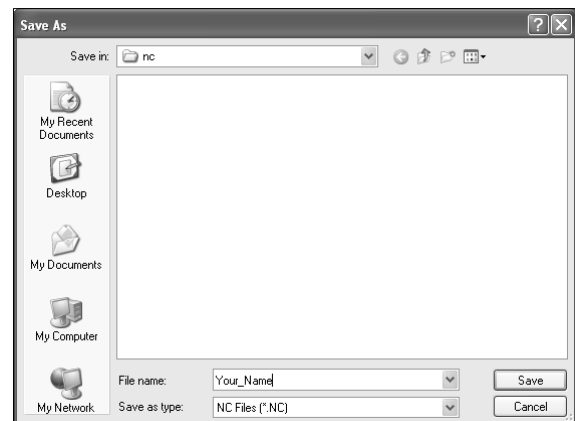 Save As
Save in:
nc
My Recent
Documents
Desktop
My Documents
My Computer
My Network
File name:
Your_Name
Save
Save as type:
NC Files (*.NC)
Cancel